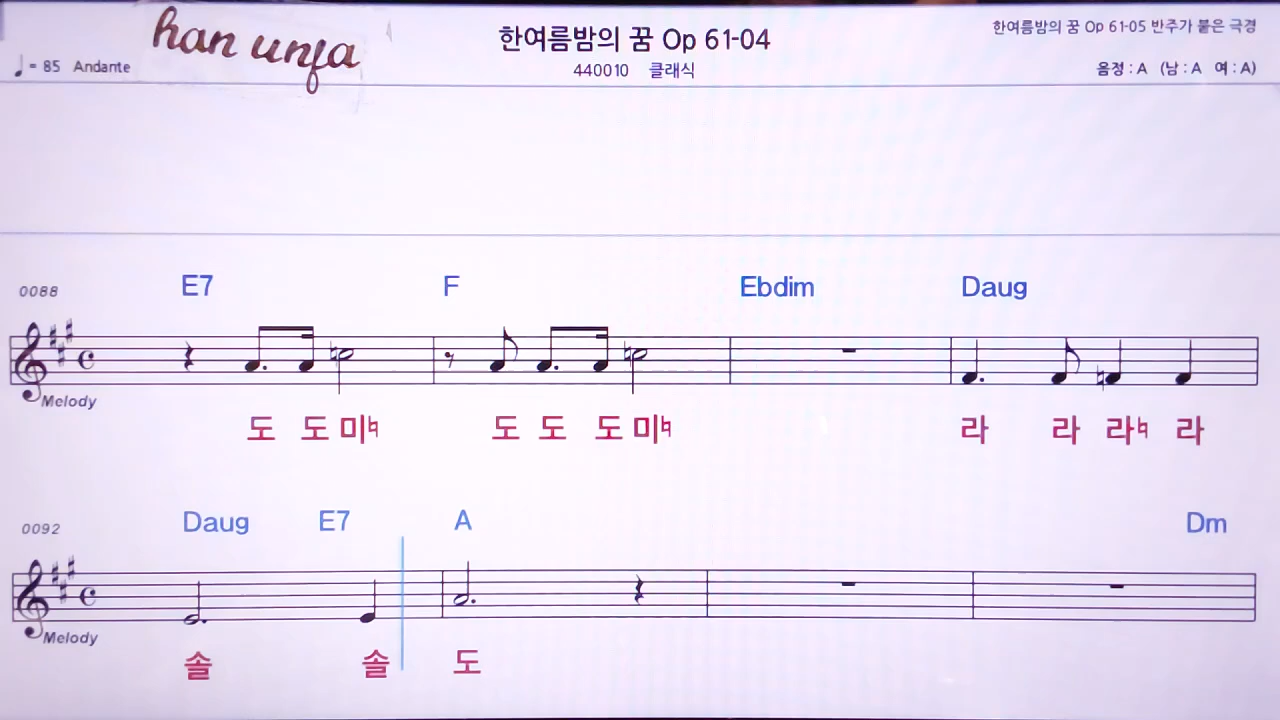 han unfa
한여름밤의 꿈 Op 61-04
한여름밤의 꿈 Op 61-05 반주가 붙은 극경
♩= 85 Andante
440010 클래식
음정 : A (남 : A 여 : A)
0088 E7 F Ebdim Daug
Melody
도 도 미♮ 도 도 도 미♮ 라 라 라♮ 라
0092 Daug E7 A Dm
Melody
솔 솔 도